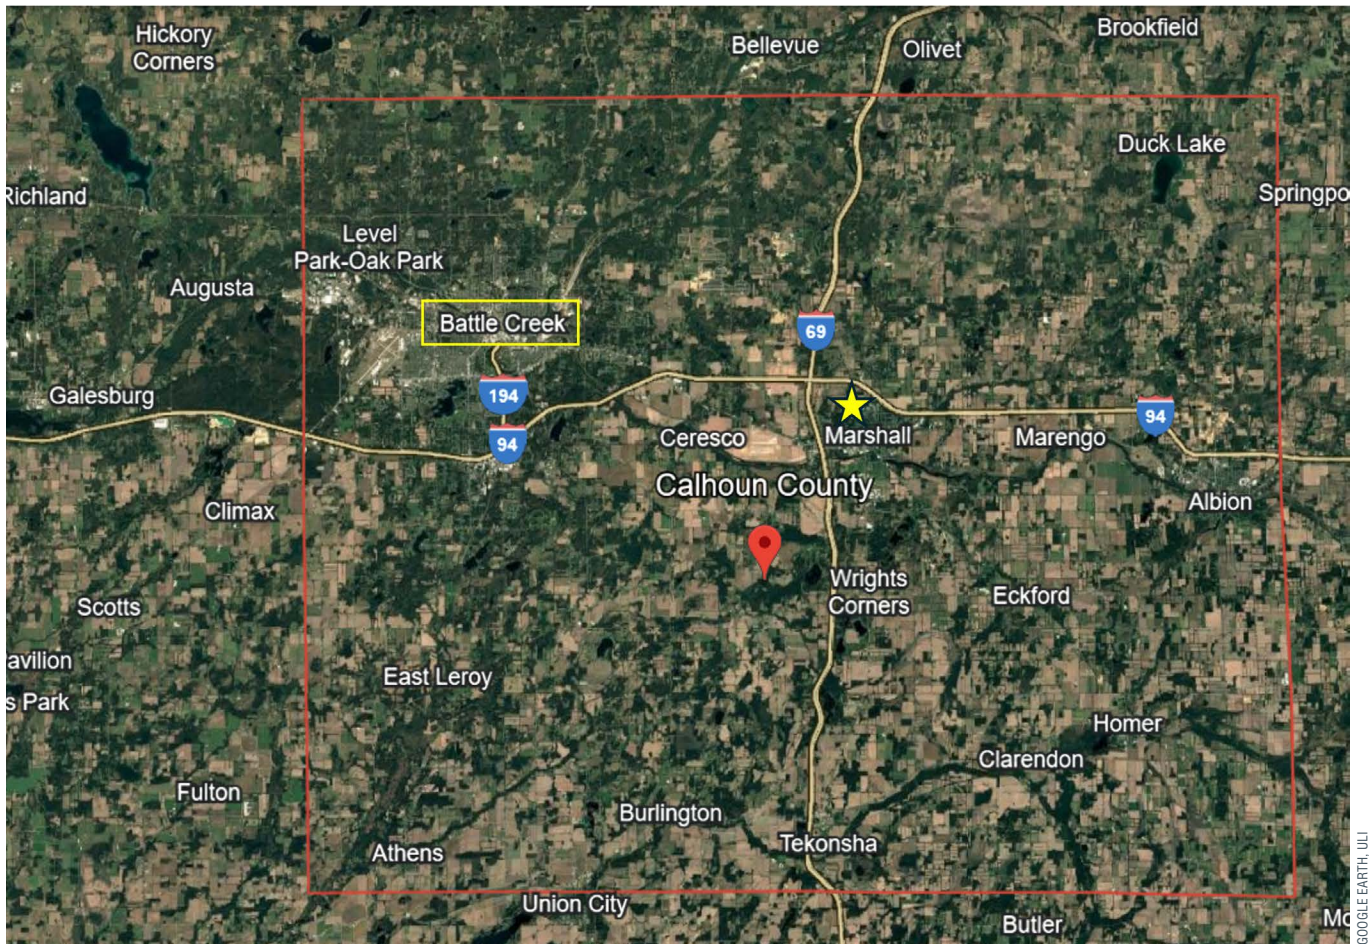 Hickory
Corners
Bellevue
Olivet
Brookfield
Duck Lake
Richland
Springpo
Level
Park-Oak Park
Augusta
Battle Creek
69
194
Galesburg
94
94
Ceresco
Marshall
Marengo
Calhoun County
Albion
Climax
Wrights
Corners
Eckford
Scotts
avilion
s Park
East Leroy
Homer
Clarendon
Fulton
Burlington
Tekonsha
Athens
Union City
Butler
Mo
GOOGLE EARTH, ULI